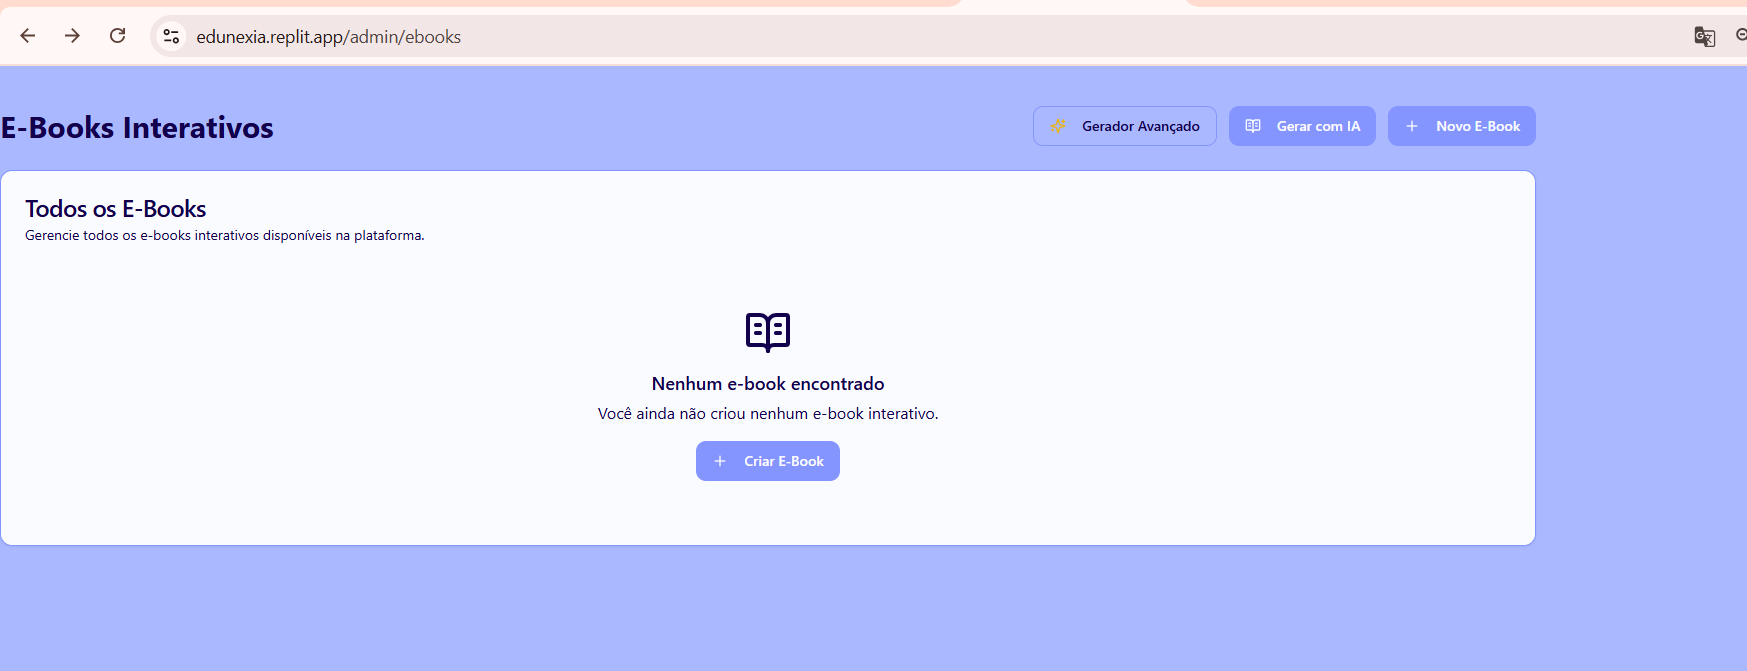 edunexia.replit.app/admin/ebooks
E-Books Interativos
Gerador Avançado
Gerar com IA
Novo E-Book
Todos os E-Books
Gerencie todos os e-books interativos disponíveis na plataforma.
Nenhum e-book encontrado
Você ainda não criou nenhum e-book interativo.
Criar E-Book